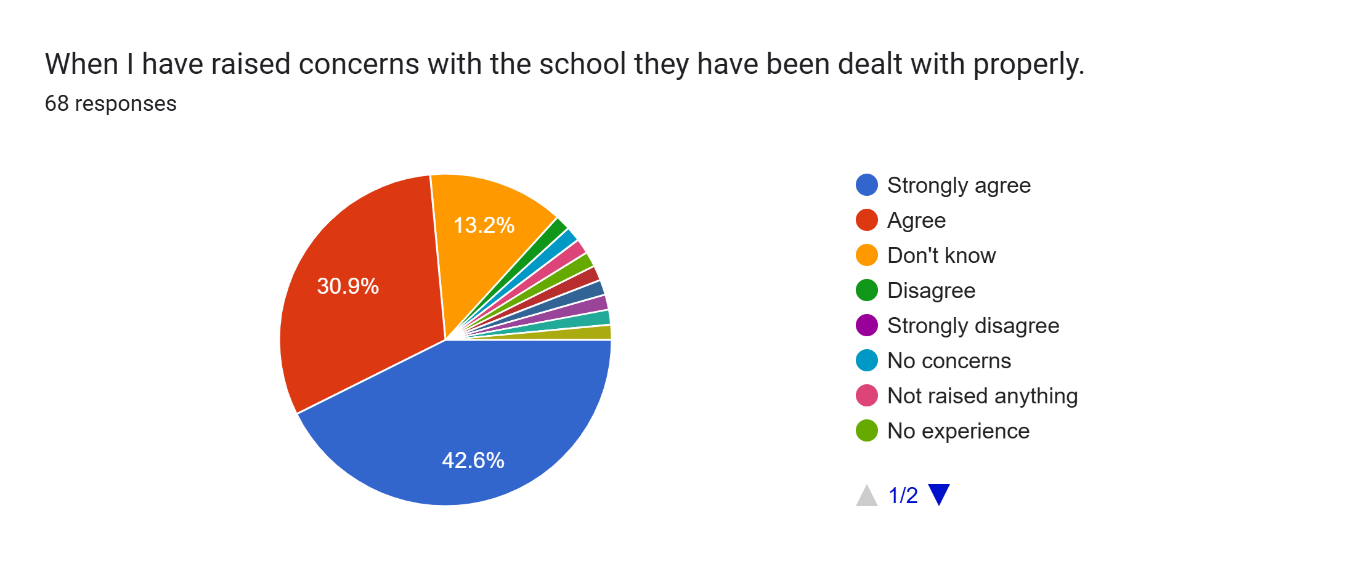 When I have raised concerns with the school they have been dealt with properly.
68 responses
13.2%
30.9%
42.6%
Strongly agree
Agree
Don't know
Disagree
Strongly disagree
No concerns
Not raised anything
No experience
1/2